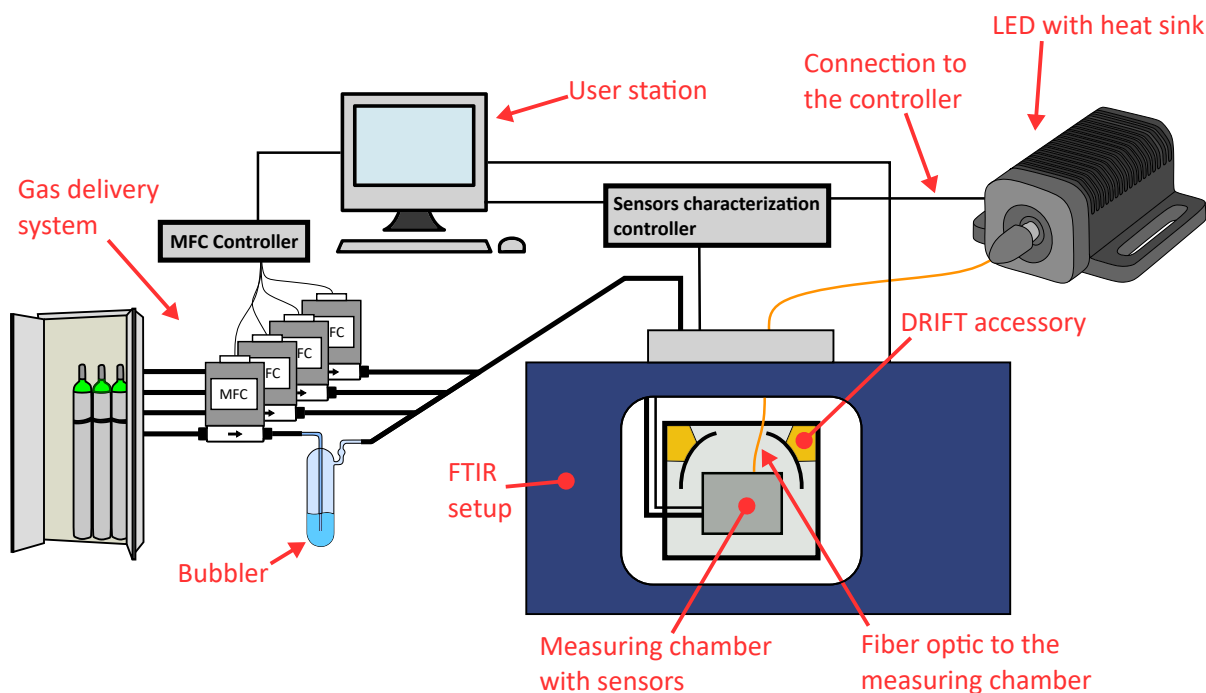 LED with heat sink
Connection to
the controller
User station
Gas delivery
system
Sensors characterization
controller
MFC Controller
DRIFT accessory
FC
FC
FC
MFC
FTIR
setup
Bubbler
Measuring chamber
with sensors
Fiber optic to the
measuring chamber